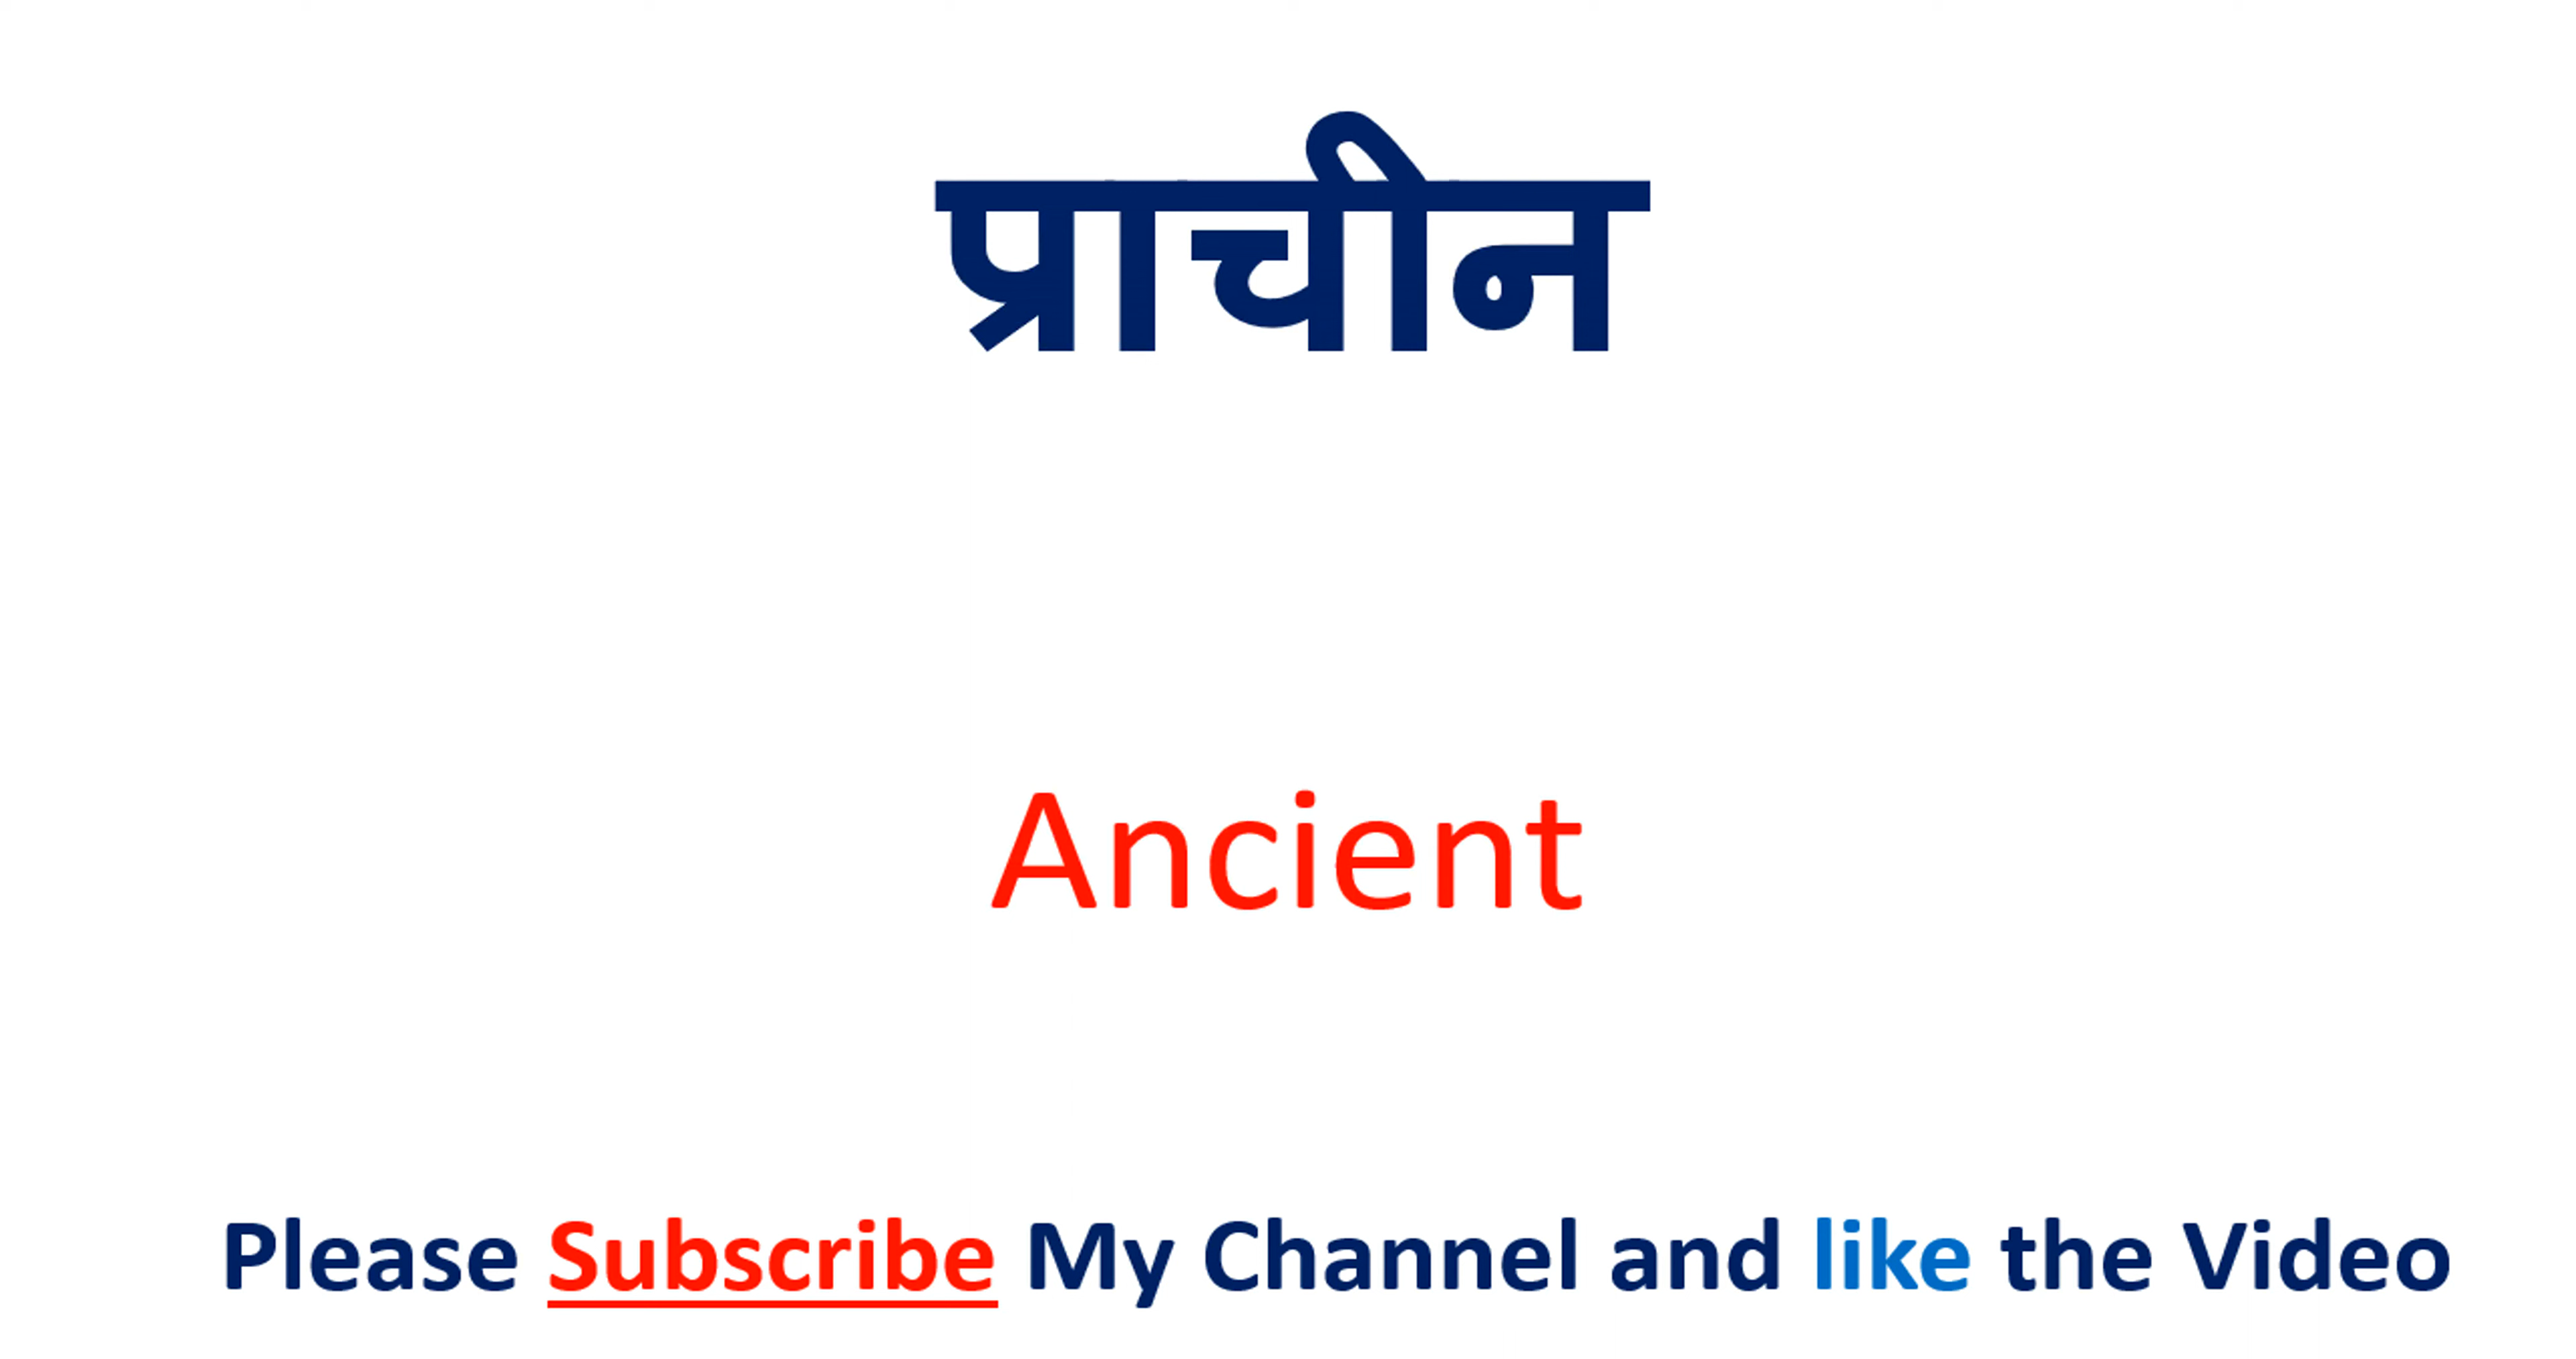 प्राचीन
Ancient
Please Subscribe My Channel and like the Video